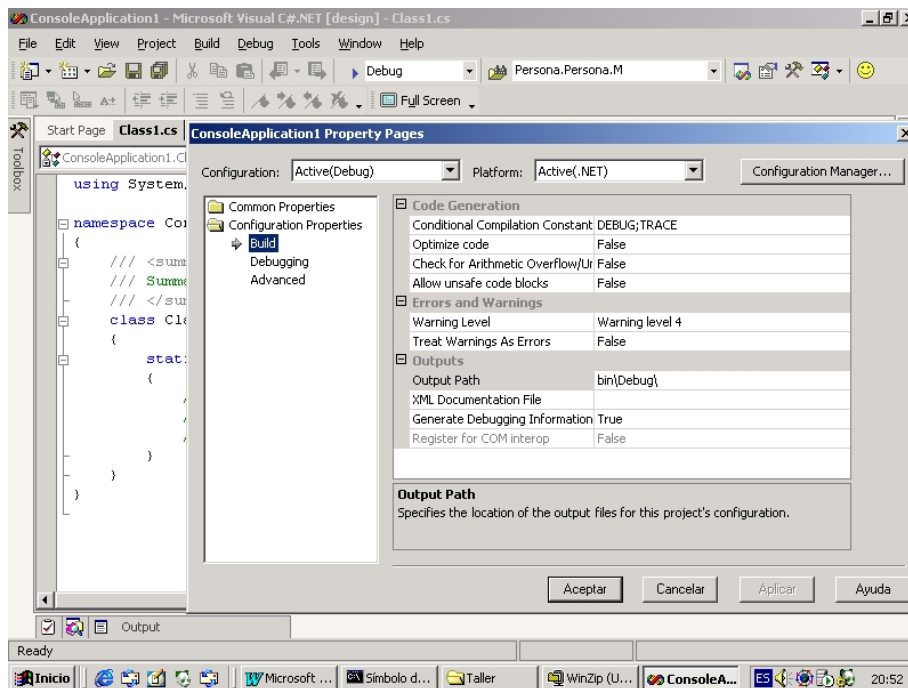 ConsoleApplication1 - Microsoft Visual C#.NET [design] - Class1.cs
File Edit View Project Build Debug Tools Window Help
Debug Persona.Persona.M
Full Screen
Toolbox
Start Page Class1.cs
ConsoleApplication1.Cl
using System
namespace Con
{
/// <summ
/// Summa
/// </sum
class Cla
{
stat
{
}
}
}
ConsoleApplication1 Property Pages
Configuration: Active(Debug) Platform: Active(.NET) Configuration Manager...
Common Properties
Configuration Properties
Build
Debugging
Advanced
Code Generation
Conditional Compilation Constant DEBUG;TRACE
Optimize code False
Check for Arithmetic Overflow/Ur False
Allow unsafe code blocks False
Errors and Warnings
Warning Level Warning level 4
Treat Warnings As Errors False
Outputs
Output Path bin\Debug\
XML Documentation File
Generate Debugging Information True
Register for COM interop False
Output Path
Specifies the location of the output files for this project's configuration.
Aceptar Cancelar Aplicar Ayuda
Output
Ready
Inicio Microsoft ... Símbolo d... Taller WinZip (U... ConsoleA... ES 20:52